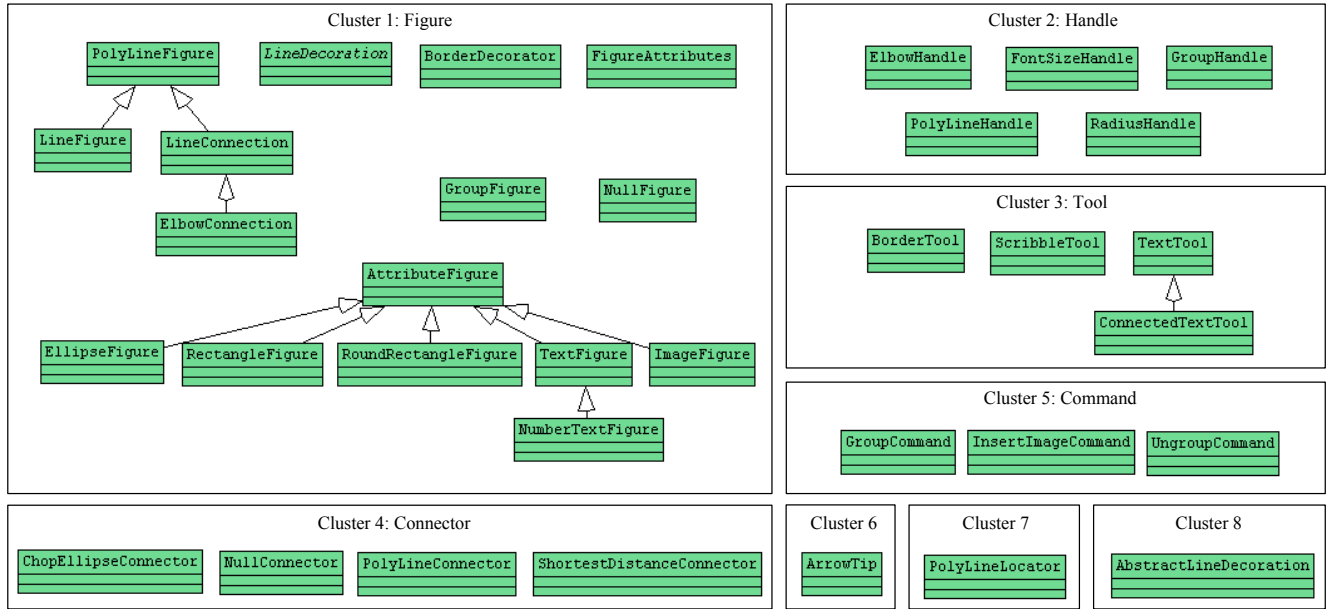 Cluster 1: Figure
PolyLineFigure
LineDecoration
BorderDecorator
FigureAttributes
LineFigure
LineConnection
GroupFigure
NullFigure
ElbowConnection
AttributeFigure
EllipseFigure
RectangleFigure
RoundRectangleFigure
TextFigure
ImageFigure
NumberTextFigure
Cluster 2: Handle
ElbowHandle
FontSizeHandle
GroupHandle
PolyLineHandle
RadiusHandle
Cluster 3: Tool
BorderTool
ScribbleTool
TextTool
ConnectedTextTool
Cluster 5: Command
GroupCommand
InsertImageCommand
UngroupCommand
Cluster 4: Connector
ChopEllipseConnector
NullConnector
PolyLineConnector
ShortestDistanceConnector
Cluster 6
ArrowTip
Cluster 7
PolyLineLocator
Cluster 8
AbstractLineDecoration